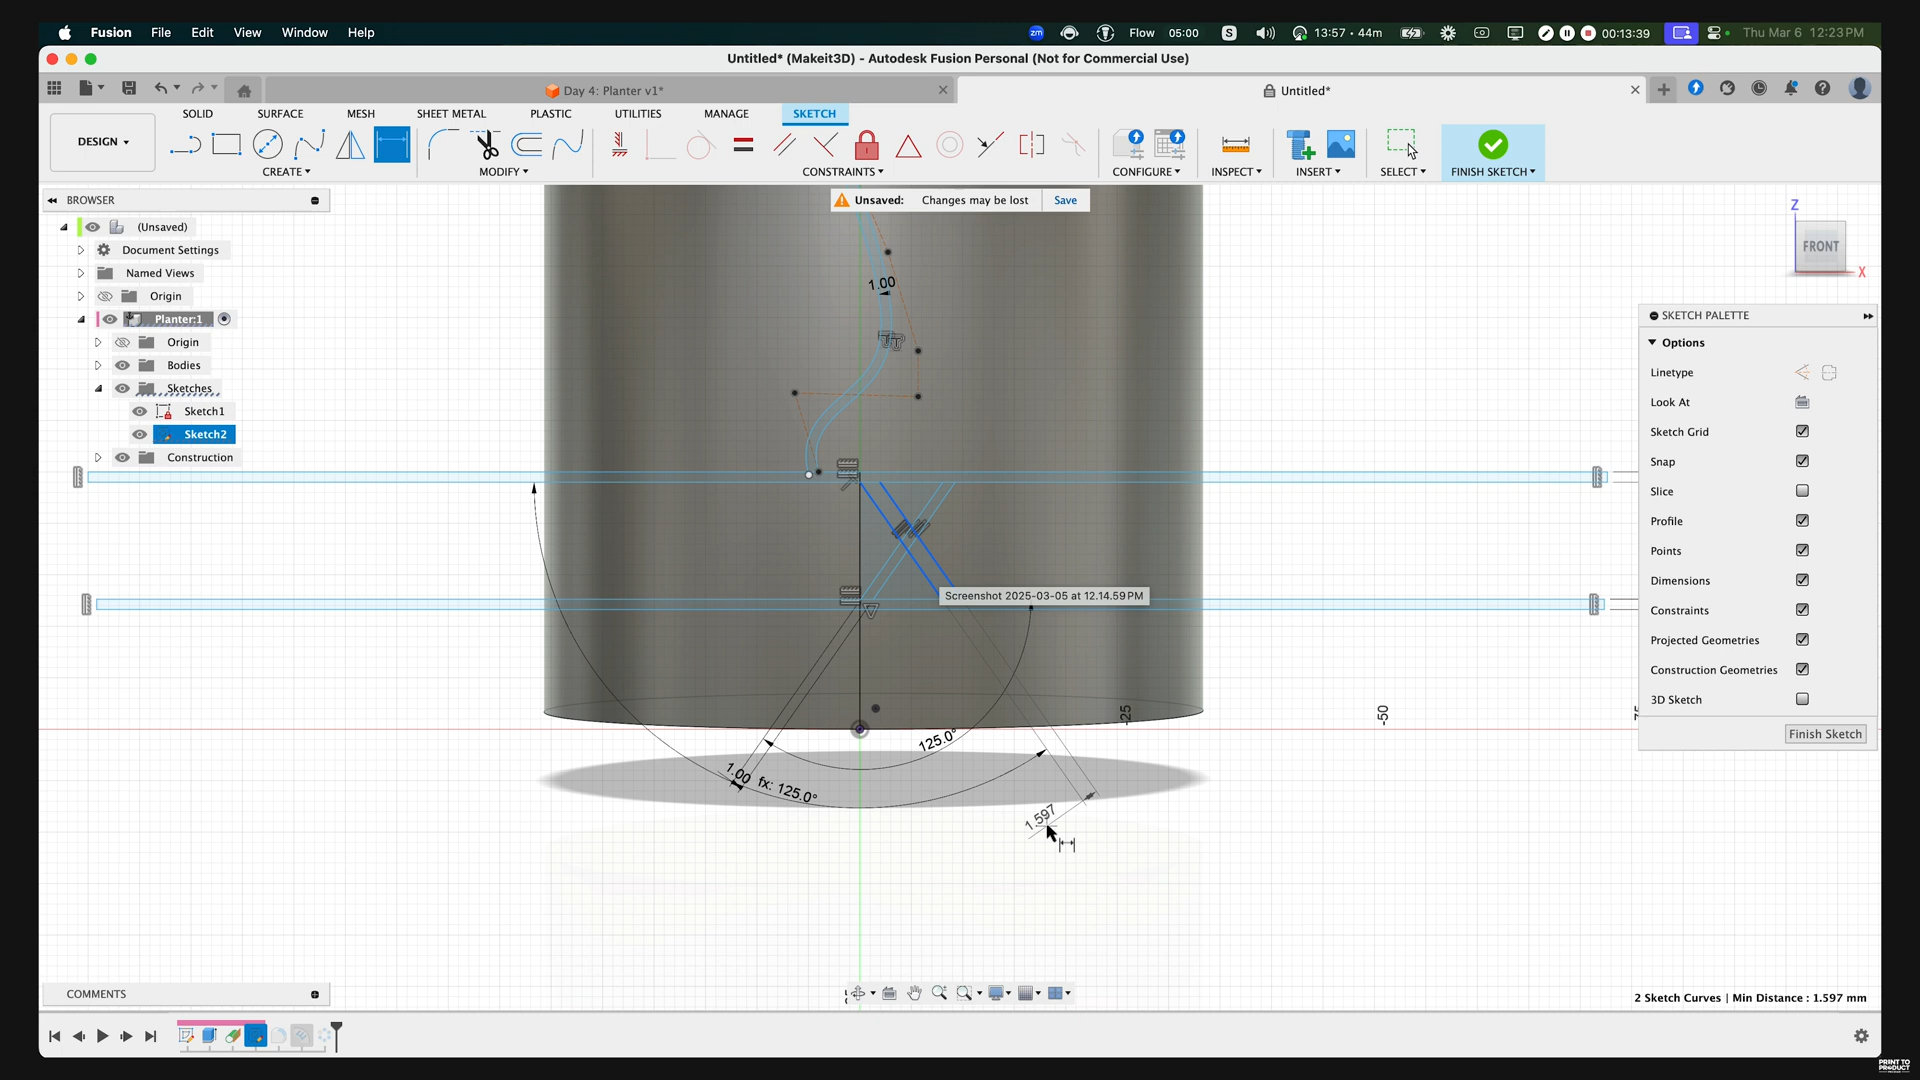 Fusion File Edit View Window Help
zm Flow 05:00 S 13:57 • 44m 00:13:39 Thu Mar 6 12:23 PM
Untitled* (Makeit3D) - Autodesk Fusion Personal (Not for Commercial Use)
Day 4: Planter v1* Untitled*
SOLID SURFACE MESH SHEET METAL PLASTIC UTILITIES MANAGE SKETCH
DESIGN
CREATE MODIFY CONSTRAINTS CONFIGURE INSPECT INSERT SELECT FINISH SKETCH
BROWSER
Unsaved: Changes may be lost Save
(Unsaved)
Document Settings
Named Views
Origin
Planter:1
Origin
Bodies
Sketches
Sketch1
Sketch2
Construction
Z
FRONT
X
1.00
SKETCH PALETTE
Options
Linetype
Look At
Sketch Grid
Snap
Slice
Profile
Points
Dimensions
Constraints
Projected Geometries
Construction Geometries
3D Sketch
Finish Sketch
Screenshot 2025-03-05 at 12.14.59 PM
-25
-50
125.0°
1.00
fx: 125.0°
1.597
COMMENTS
2 Sketch Curves | Min Distance : 1.597 mm
PRINT TO
PRODUCT